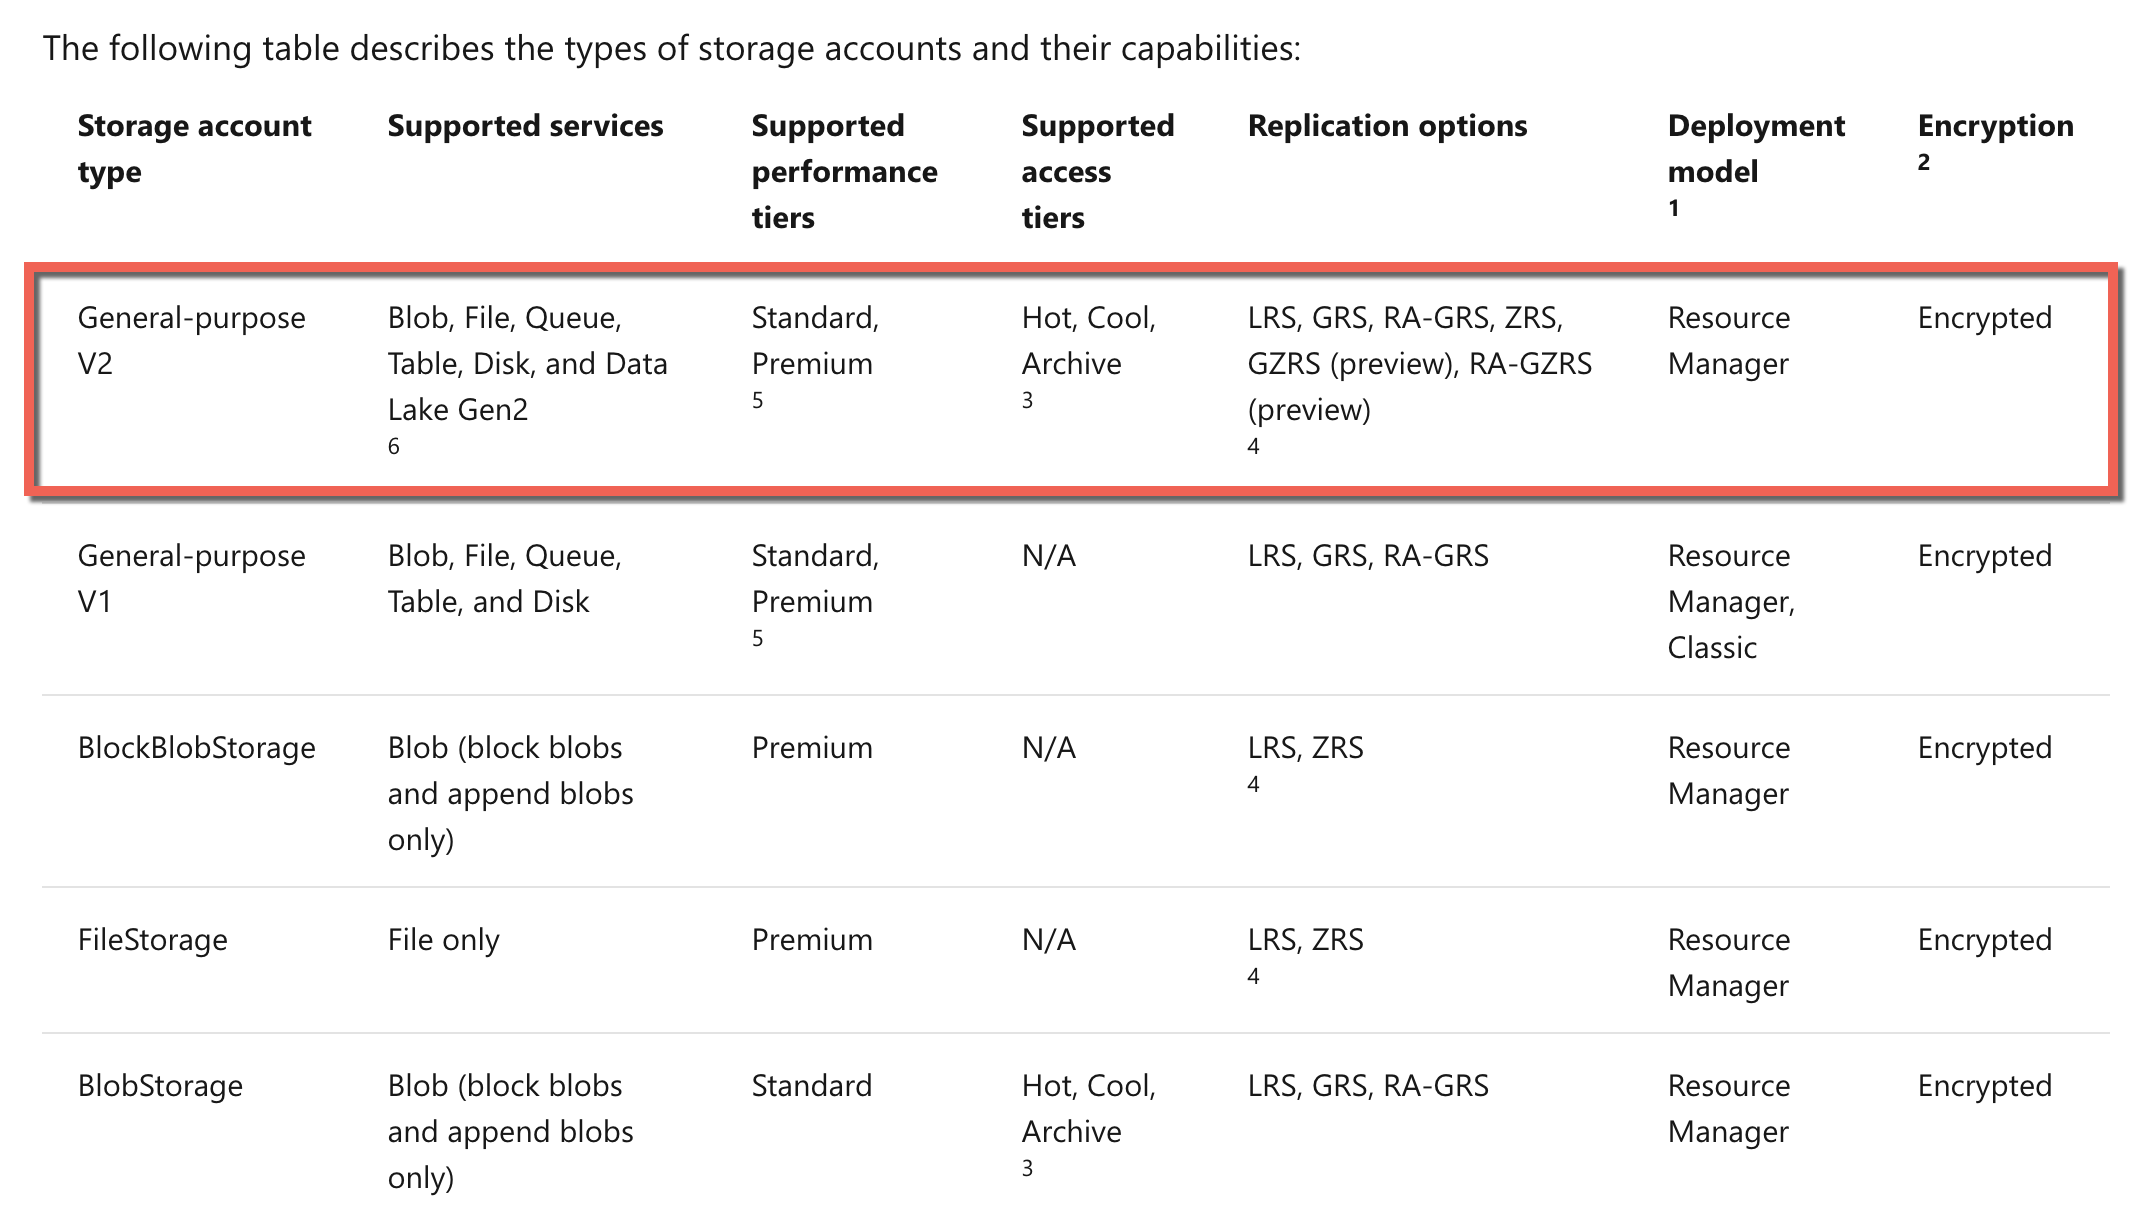 The following table describes the types of storage accounts and their capabilities:
Storage account type
Supported services
Supported performance tiers
Supported access tiers
Replication options
Deployment model 1
Encryption 2
General-purpose V2
Blob, File, Queue, Table, Disk, and Data Lake Gen2 6
Standard, Premium 5
Hot, Cool, Archive 3
LRS, GRS, RA-GRS, ZRS, GZRS (preview), RA-GZRS (preview) 4
Resource Manager
Encrypted
General-purpose V1
Blob, File, Queue, Table, and Disk
Standard, Premium 5
N/A
LRS, GRS, RA-GRS
Resource Manager, Classic
Encrypted
BlockBlobStorage
Blob (block blobs and append blobs only)
Premium
N/A
LRS, ZRS 4
Resource Manager
Encrypted
FileStorage
File only
Premium
N/A
LRS, ZRS 4
Resource Manager
Encrypted
BlobStorage
Blob (block blobs and append blobs only)
Standard
Hot, Cool, Archive 3
LRS, GRS, RA-GRS
Resource Manager
Encrypted